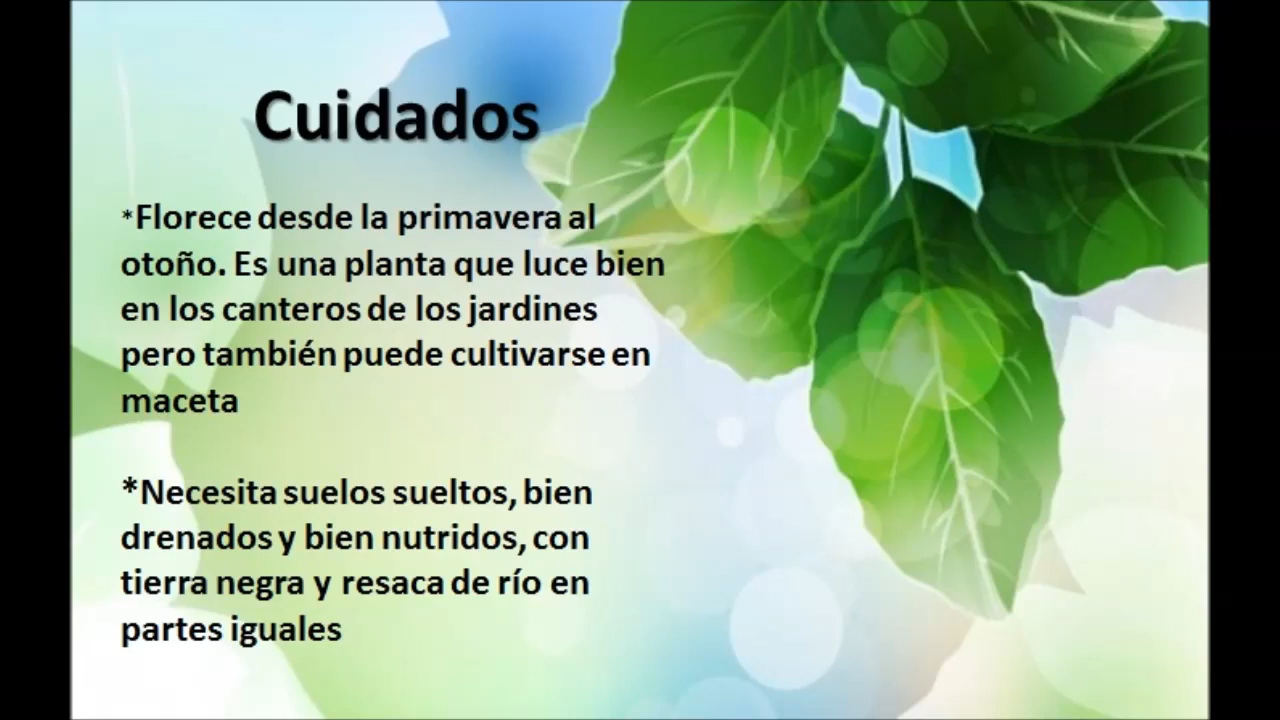 Cuidados
*Florece desde la primavera al
otoño. Es una planta que luce bien
en los canteros de los jardines
pero también puede cultivarse en
maceta
*Necesita suelos sueltos, bien
drenados y bien nutridos, con
tierra negra y resaca de río en
partes iguales